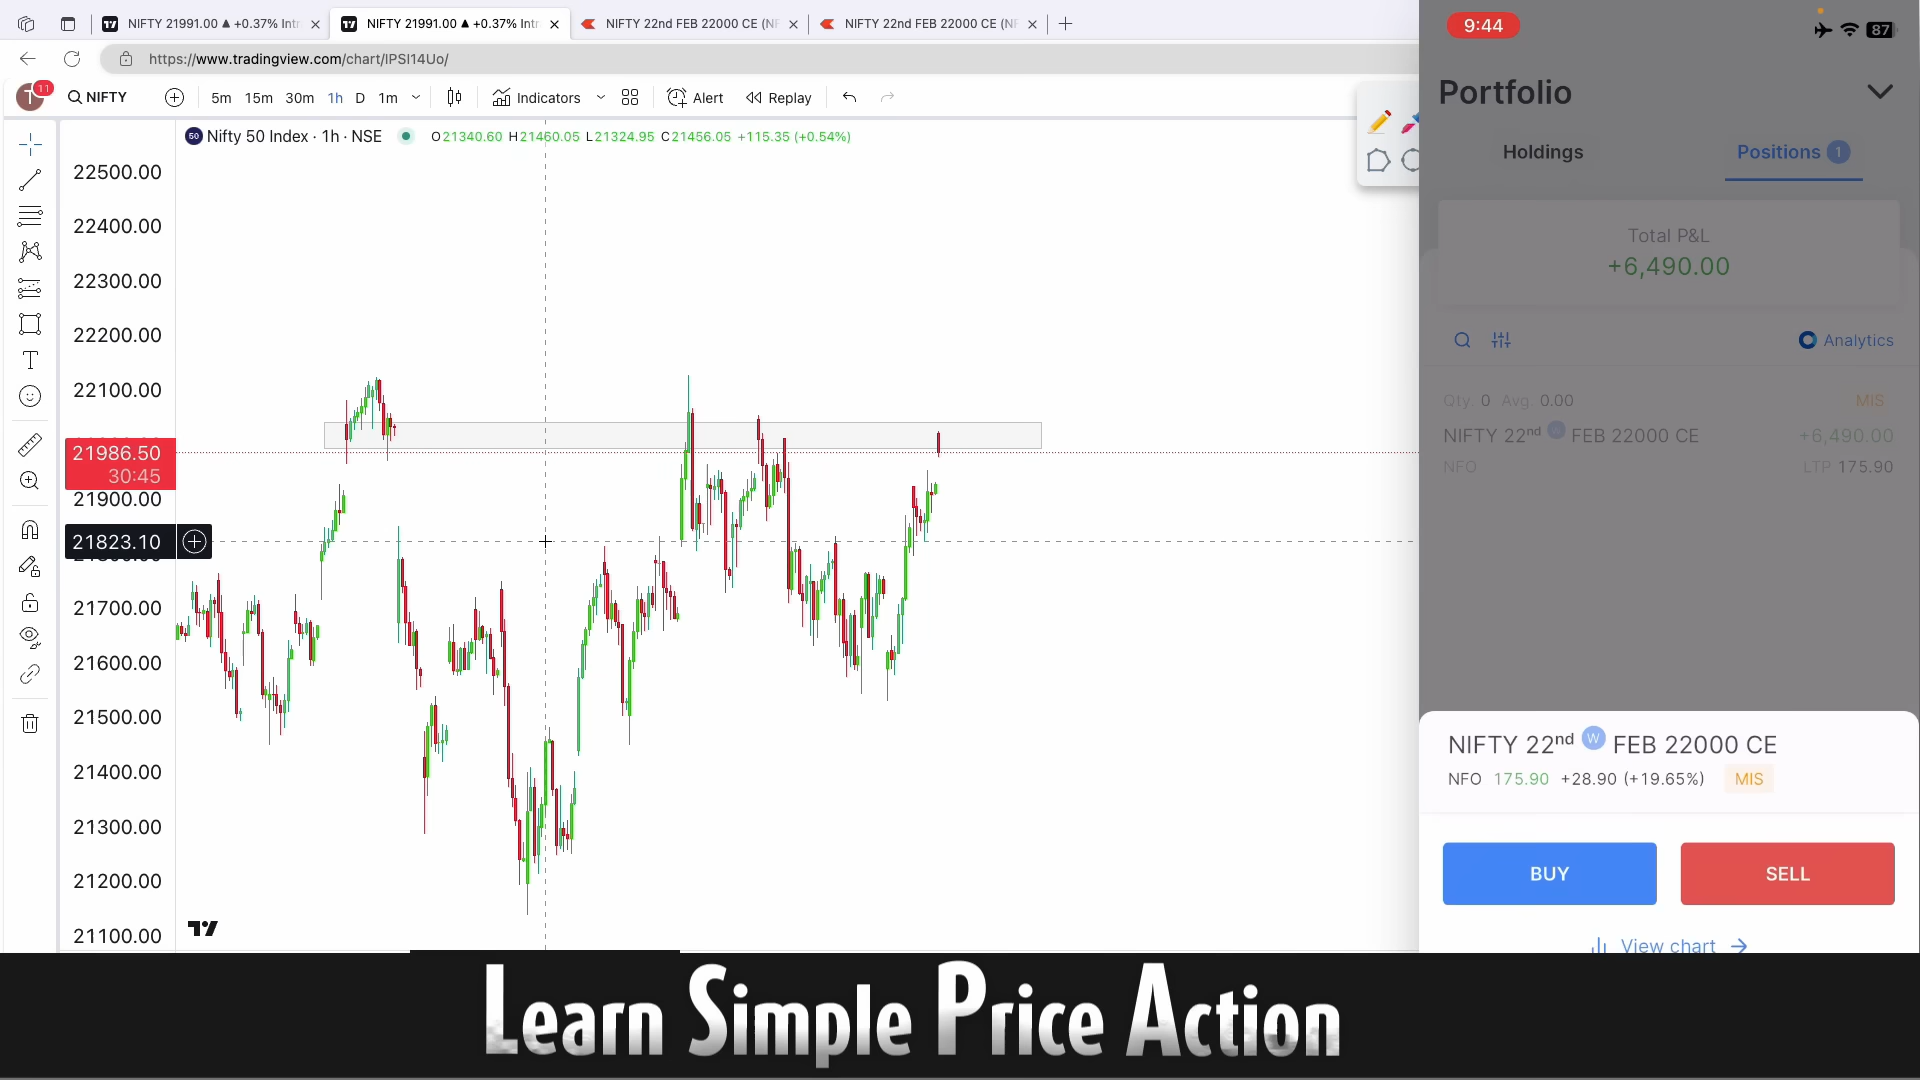 NIFTY 21991.00 ▲ +0.37% Intr
NIFTY 21991.00 ▲ +0.37% Intr
NIFTY 22nd FEB 22000 CE (NF
NIFTY 22nd FEB 22000 CE (NF
https://www.tradingview.com/chart/IPSI14Uo/
T 11
NIFTY
5m 15m 30m 1h D 1m
Indicators
Alert
Replay
50 Nifty 50 Index · 1h · NSE
O21340.60 H21460.05 L21324.95 C21456.05 +115.35 (+0.54%)
22500.00
22400.00
22300.00
22200.00
22100.00
21986.50
30:45
21900.00
21823.10
21700.00
21600.00
21500.00
21400.00
21300.00
21200.00
21100.00
9:44
87
Portfolio
Holdings
Positions 1
Total P&L
+6,490.00
Analytics
Qty. 0 Avg. 0.00
MIS
NIFTY 22nd W FEB 22000 CE
+6,490.00
NFO
LTP 175.90
NIFTY 22nd W FEB 22000 CE
NFO 175.90 +28.90 (+19.65%) MIS
BUY
SELL
View chart
Learn Simple Price Action